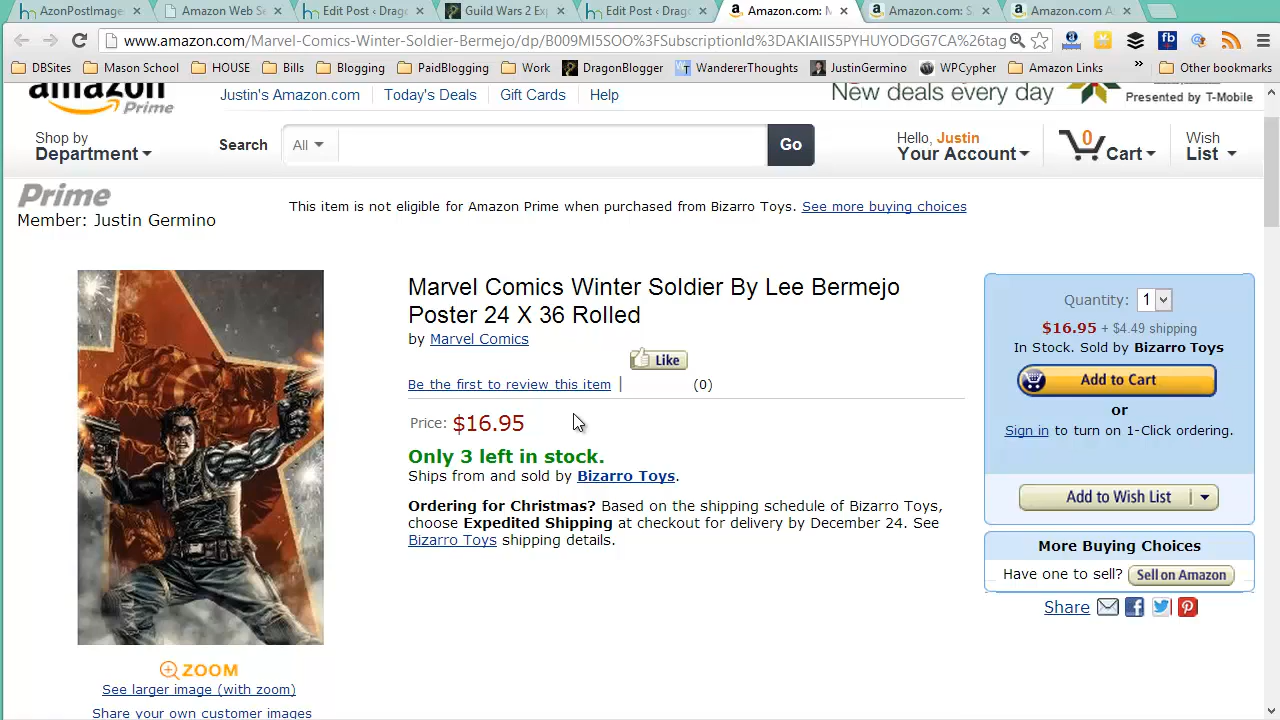 AzonPostImage:
Amazon Web Se
Edit Post ‹ Drago
Guild Wars 2 Exp
Edit Post ‹ Drago
Amazon.com: M
Amazon.com: S
Amazon.com A
www.amazon.com/Marvel-Comics-Winter-Soldier-Bermejo/dp/B009MI5SOO%3FSubscriptionId%3DAKIAIIS5PYHUYODGG7CA%26tag
DBSites Mason School HOUSE Bills Blogging PaidBlogging Work DragonBlogger WanderThoughts JustinGermino WPCypher Amazon Links » Other bookmarks
amazon
Prime
Justin's Amazon.com Today's Deals Gift Cards Help
New deals every day
Presented by T-Mobile
Shop by
Department
Search All Go
Hello, Justin
Your Account
0
Cart
Wish
List
Prime
Member: Justin Germino
This item is not eligible for Amazon Prime when purchased from Bizarro Toys. See more buying choices
Marvel Comics Winter Soldier By Lee Bermejo
Poster 24 X 36 Rolled
by Marvel Comics
Like
Be the first to review this item | (0)
Price: $16.95
Only 3 left in stock.
Ships from and sold by Bizarro Toys.
Ordering for Christmas? Based on the shipping schedule of Bizarro Toys,
choose Expedited Shipping at checkout for delivery by December 24. See
Bizarro Toys shipping details.
Quantity: 1
$16.95 + $4.49 shipping
In Stock. Sold by Bizarro Toys
Add to Cart
or
Sign in to turn on 1-Click ordering.
Add to Wish List
More Buying Choices
Have one to sell? Sell on Amazon
Share
ZOOM
See larger image (with zoom)
Share your own customer images